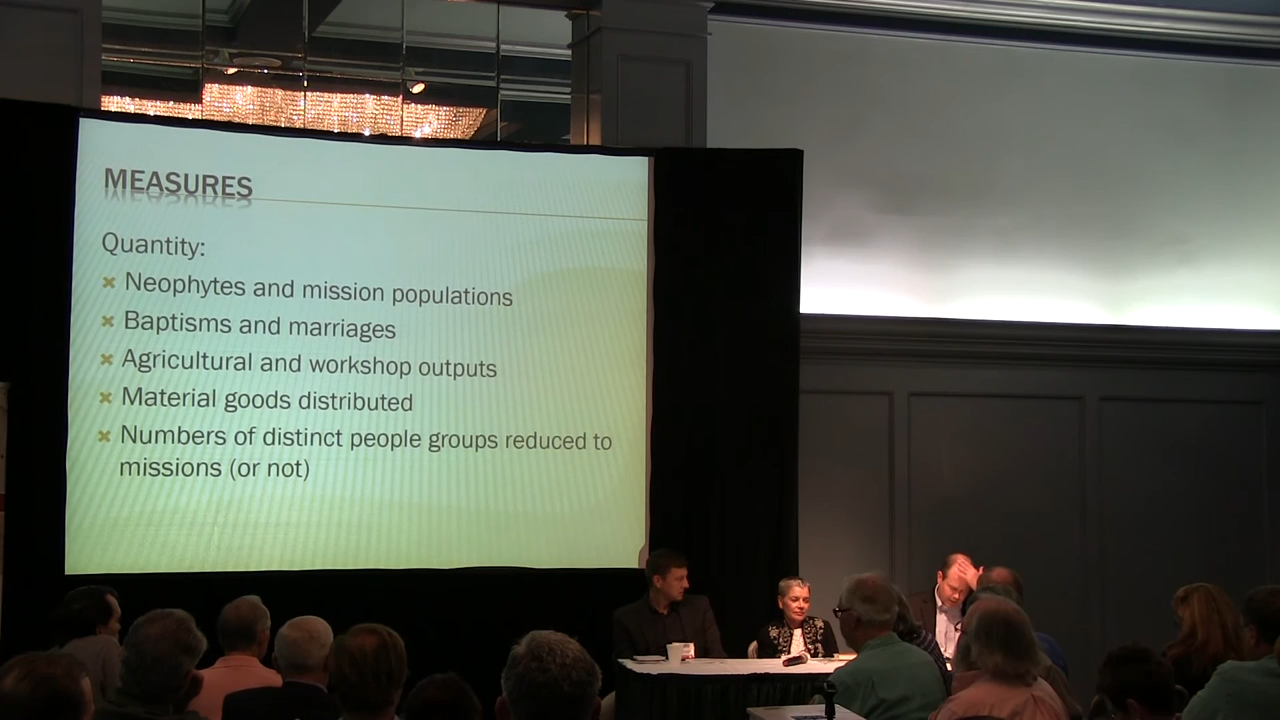 MEASURES
Quantity:
Neophytes and mission populations
Baptisms and marriages
Agricultural and workshop outputs
Material goods distributed
Numbers of distinct people groups reduced to
missions (or not)